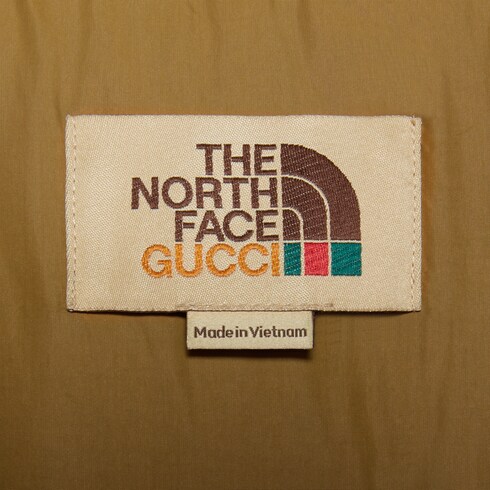 THE
NORTH
FACE
GUCCI
Made in Vietnam